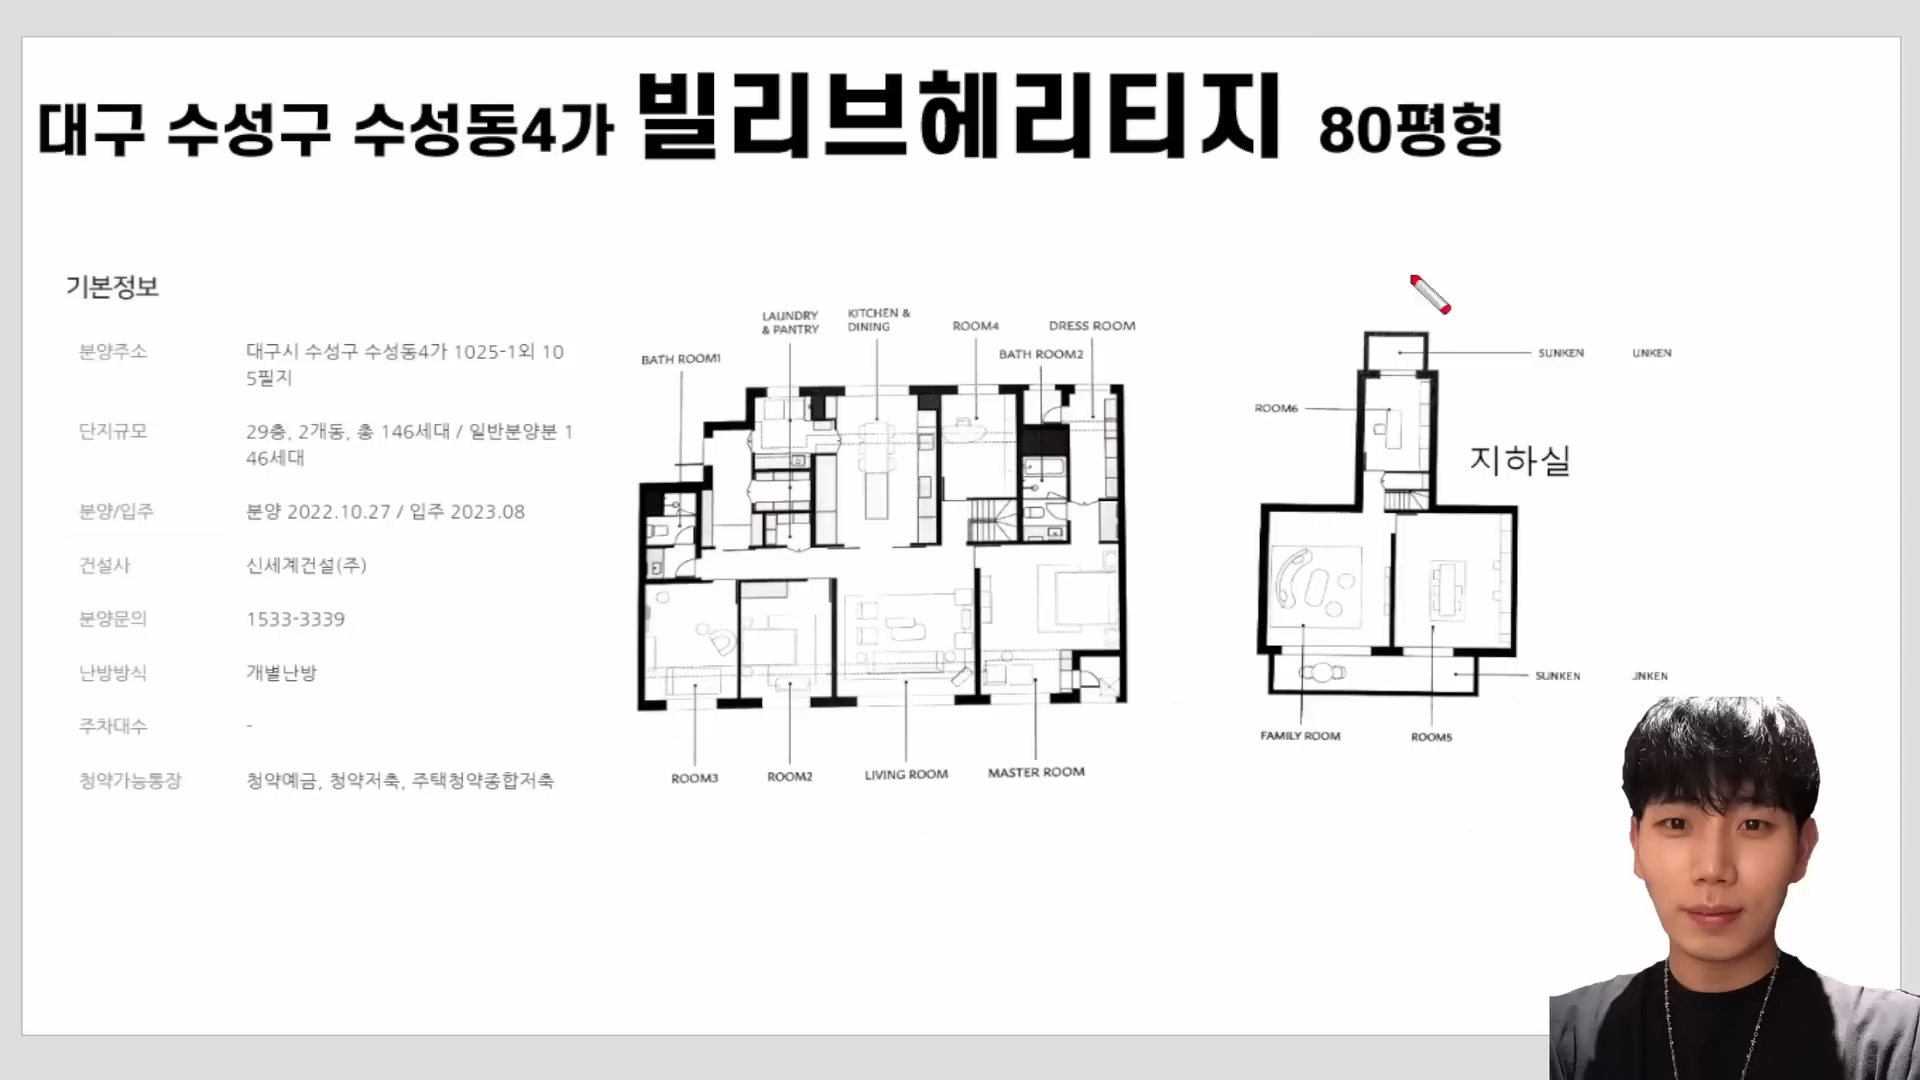 대구 수성구 수성동4가 빌리브헤리티지 80평형
기본정보
분양주소 대구시 수성구 수성동4가 1025-1외 10
5필지
단지규모 29층, 2개동, 총 146세대 / 일반분양분 1
46세대
분양/입주 분양 2022.10.27 / 입주 2023.08
건설사 신세계건설(주)
분양문의 1533-3339
난방방식 개별난방
주차대수 -
청약가능통장 청약예금, 청약저축, 주택청약종합저축
LAUNDRY
& PANTRY
KITCHEN &
DINING
ROOM4
DRESS ROOM
BATH ROOM1
BATH ROOM2
ROOM3
ROOM2
LIVING ROOM
MASTER ROOM
SUNKEN
UNKEN
ROOM6
지하실
SUNKEN
JNKEN
FAMILY ROOM
ROOM5